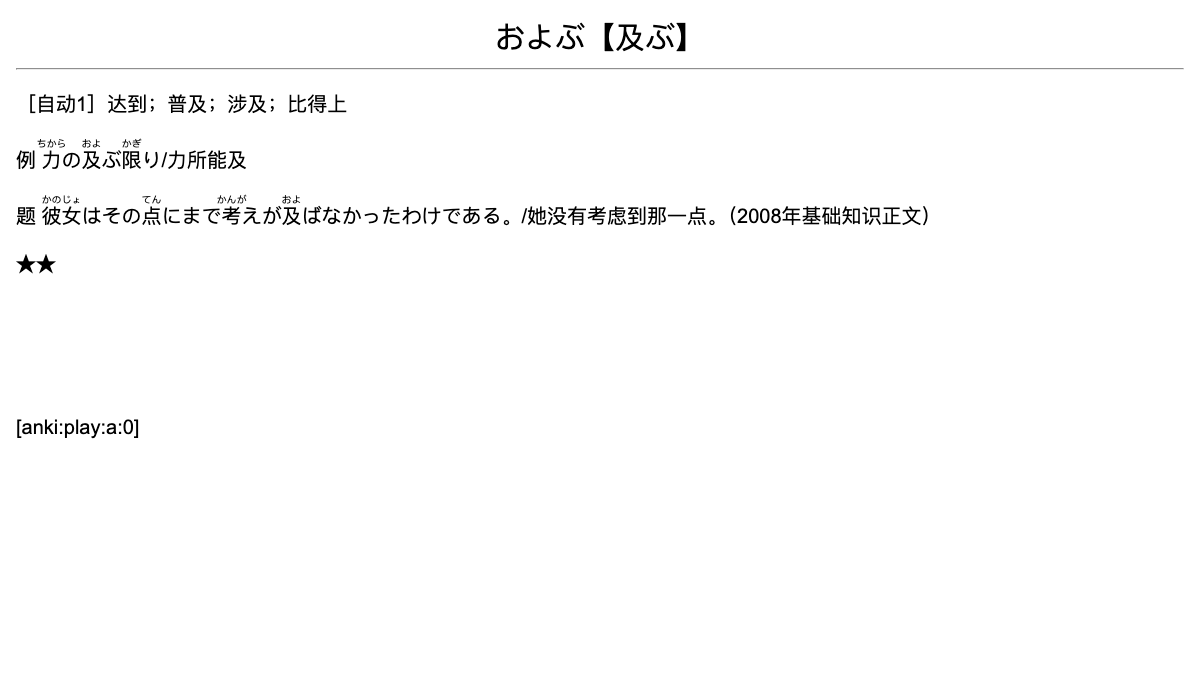 およぶ【及ぶ】
［自动1］达到；普及；涉及；比得上
ちから およ かぎ
例 力の及ぶ限り/力所能及
かのじょ てん かんが およ
题 彼女はその点にまで考えが及ばなかったわけである。/她没有考虑到那一点。（2008年基础知识正文）
★★
[anki:play:a:0]